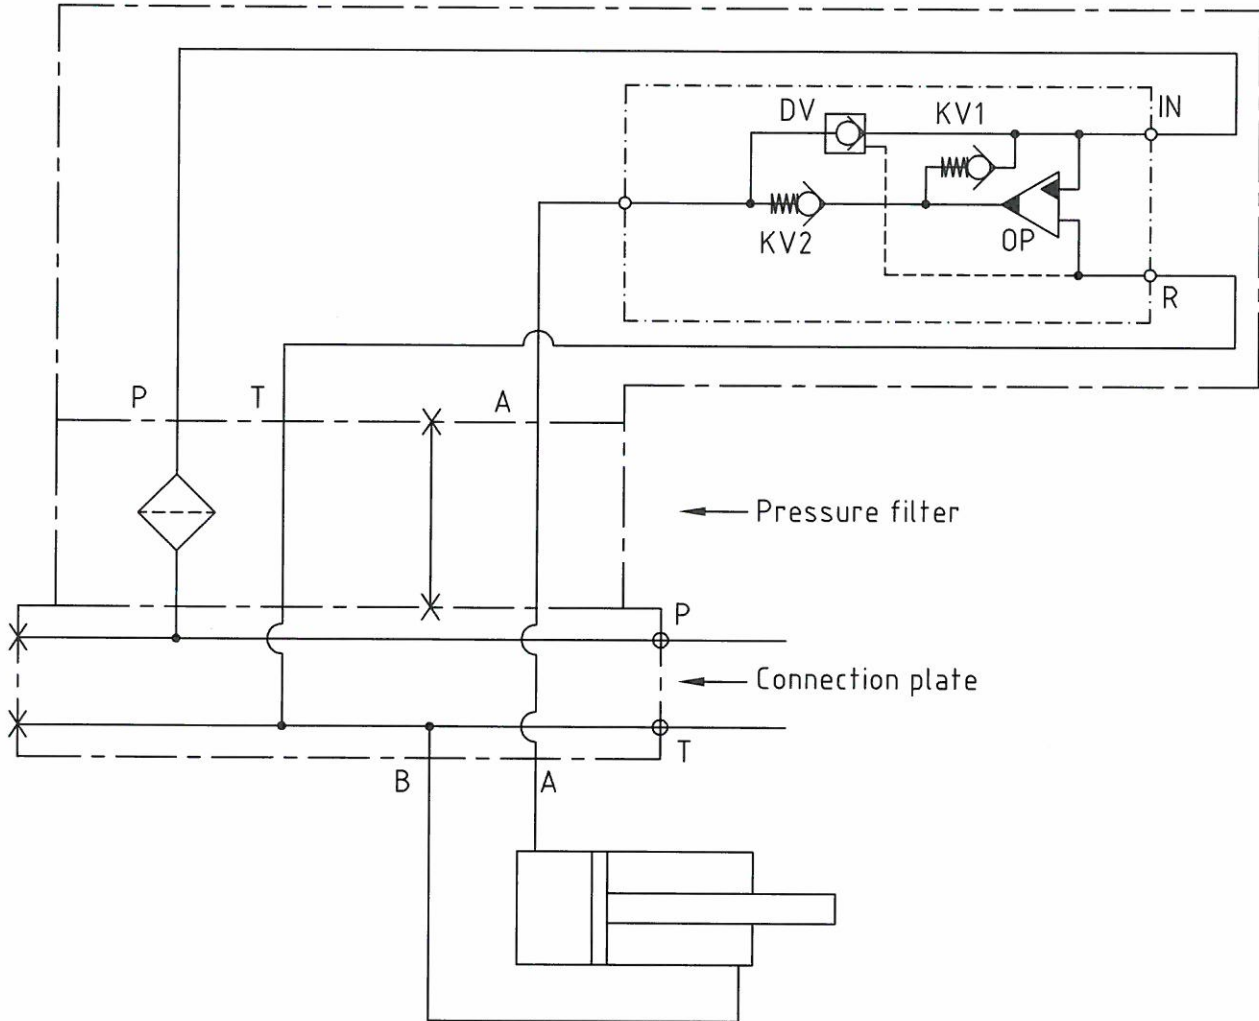 DV
KV1
IN
KV2
OP
R
P
T
A
Pressure filter
P
Connection plate
T
B
A